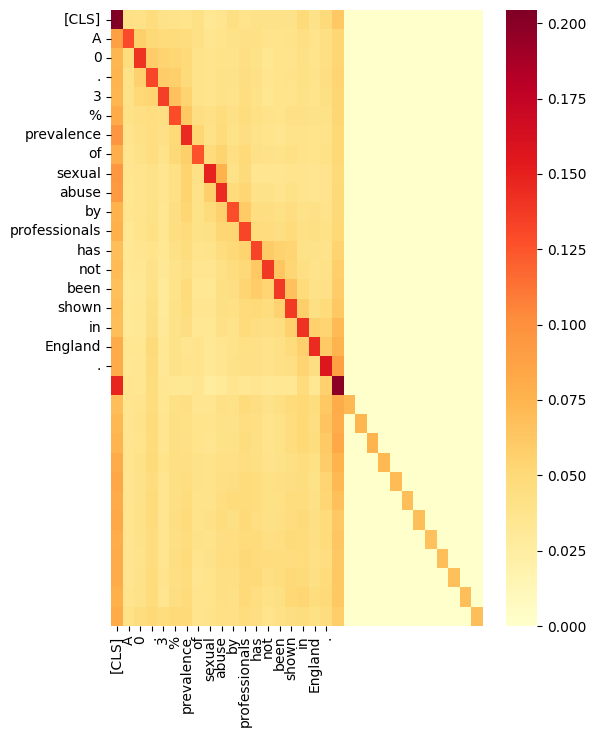 [CLS]
A
0
.
3
%
prevalence
of
sexual
abuse
by
professionals
has
not
been
shown
in
England
.
[CLS]
A
0
.
3
%
prevalence
of
sexual
abuse
by
professionals
has
not
been
shown
in
England
.
0.200
0.175
0.150
0.125
0.100
0.075
0.050
0.025
0.000